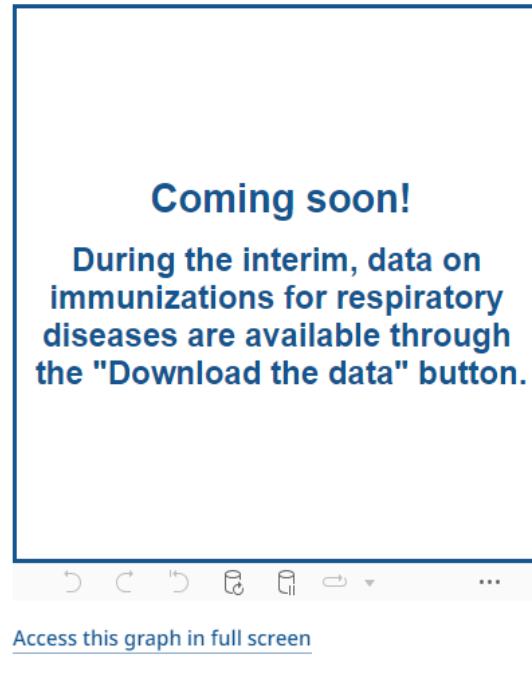 Coming soon!
During the interim, data on
immunizations for respiratory
diseases are available through
the "Download the data" button.
Access this graph in full screen